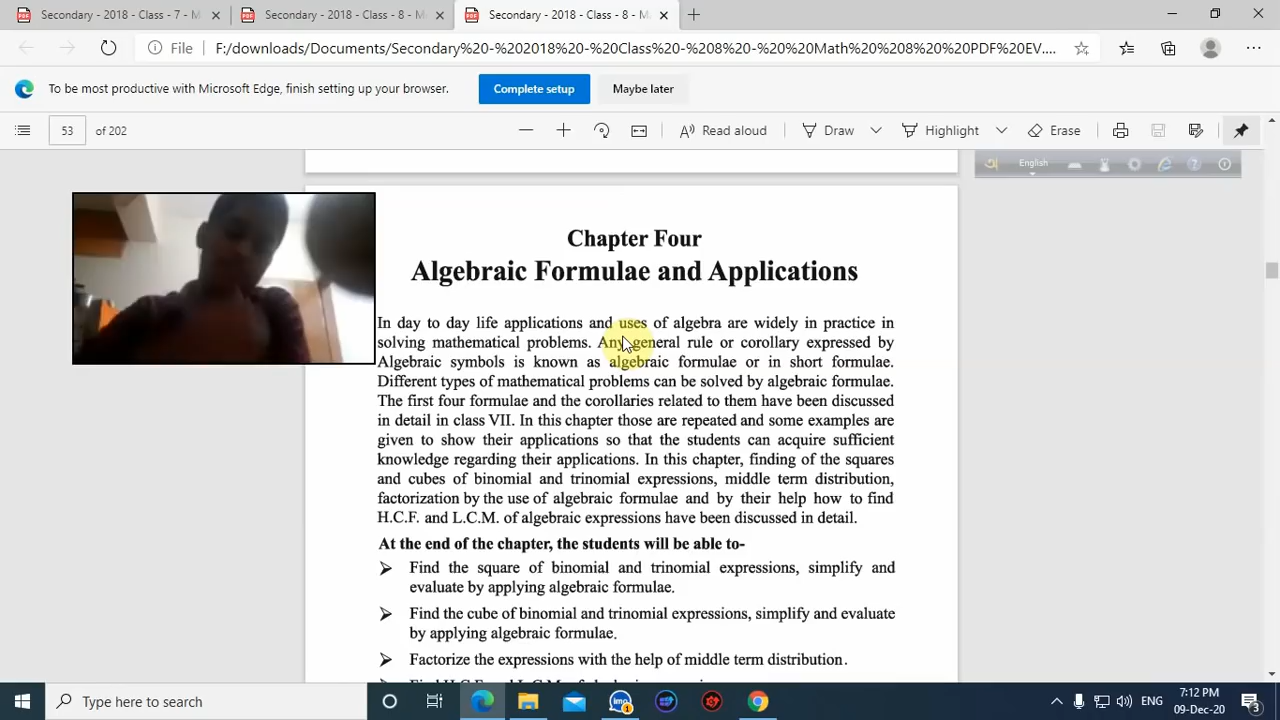 Secondary - 2018 - Class - 7 - M
Secondary - 2018 - Class - 8 - M
Secondary - 2018 - Class - 8 - M
File
F:/downloads/Documents/Secondary%20-%202018%20-%20Class%20-%208%20-%20%20Math%20%208%20%20PDF%20EV....
To be most productive with Microsoft Edge, finish setting up your browser.
Complete setup
Maybe later
53 of 202
Read aloud
Draw
Highlight
Erase
English
Chapter Four
Algebraic Formulae and Applications
In day to day life applications and uses of algebra are widely in practice in
solving mathematical problems. Any general rule or corollary expressed by
Algebraic symbols is known as algebraic formulae or in short formulae.
Different types of mathematical problems can be solved by algebraic formulae.
The first four formulae and the corollaries related to them have been discussed
in detail in class VII. In this chapter those are repeated and some examples are
given to show their applications so that the students can acquire sufficient
knowledge regarding their applications. In this chapter, finding of the squares
and cubes of binomial and trinomial expressions, middle term distribution,
factorization by the use of algebraic formulae and by their help how to find
H.C.F. and L.C.M. of algebraic expressions have been discussed in detail.
At the end of the chapter, the students will be able to-
➢ Find the square of binomial and trinomial expressions, simplify and
evaluate by applying algebraic formulae.
➢ Find the cube of binomial and trinomial expressions, simplify and evaluate
by applying algebraic formulae.
➢ Factorize the expressions with the help of middle term distribution.
Type here to search
ENG
7:12 PM
09-Dec-20